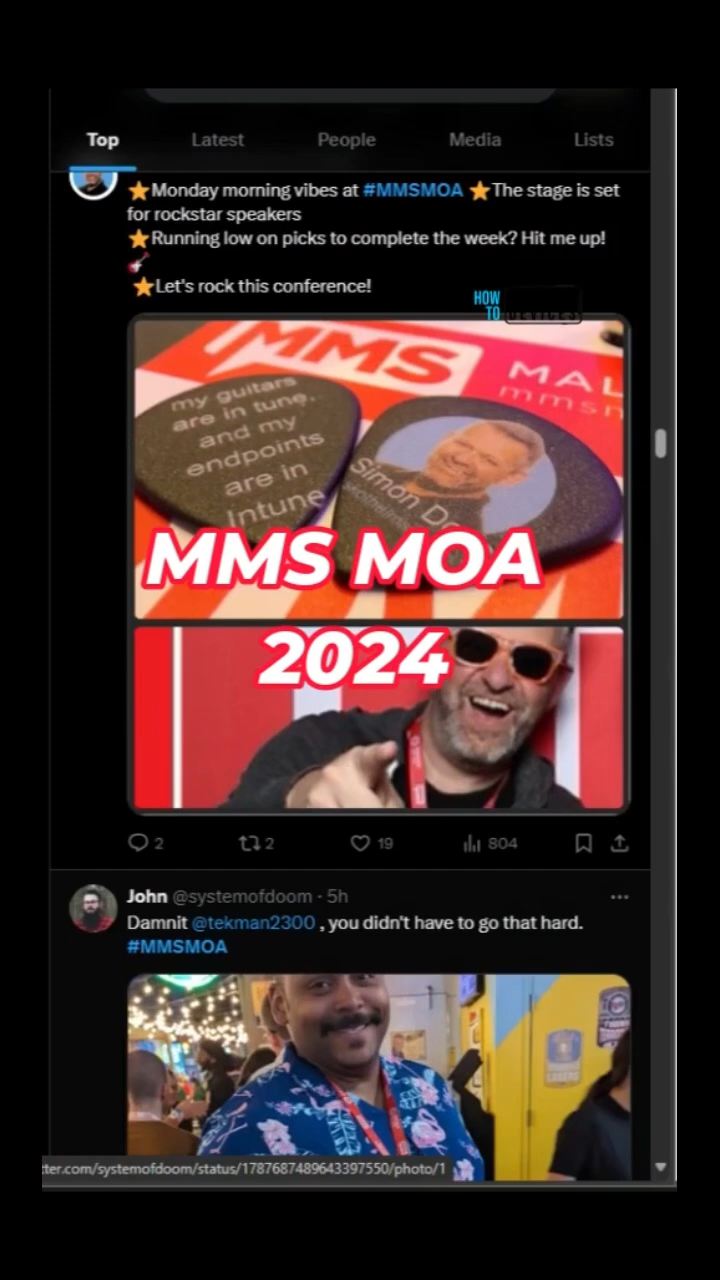 Top Latest People Media Lists
⭐Monday morning vibes at #MMSMOA ⭐The stage is set
for rockstar speakers
⭐Running low on picks to complete the week? Hit me up!
🎸
⭐Let's rock this conference!
HOW
TO DEVICES
MMS
MAL
mmsm
my guitars
are in tune.
and my
endpoints
are in
Intune
Simon
MMS MOA
2024
2 2 19 804
John @systemofdoom · 5h ···
Damnit @tekman2300 , you didn't have to go that hard.
#MMSMOA
tter.com/systemofdoom/status/1787687489643397550/photo/1